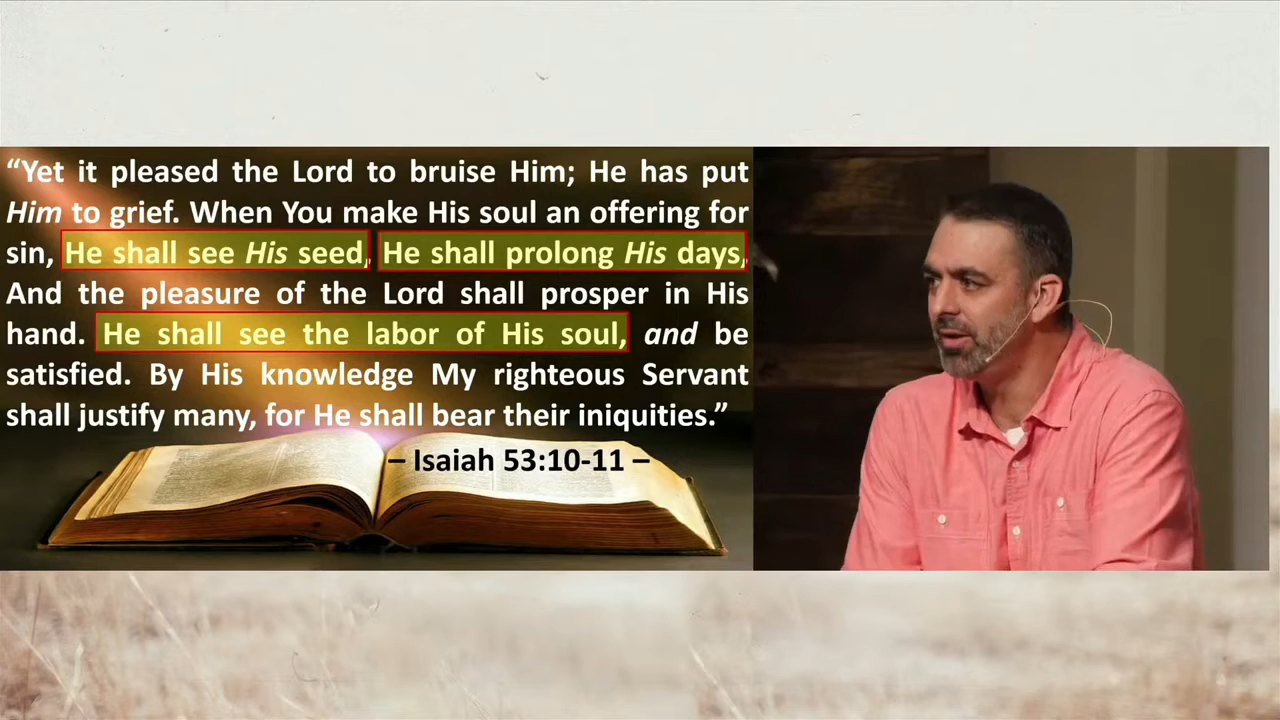 “Yet it pleased the Lord to bruise Him; He has put
Him to grief. When You make His soul an offering for
sin, He shall see His seed, He shall prolong His days,
And the pleasure of the Lord shall prosper in His
hand. He shall see the labor of His soul, and be
satisfied. By His knowledge My righteous Servant
shall justify many, for He shall bear their iniquities.”
– Isaiah 53:10-11 –